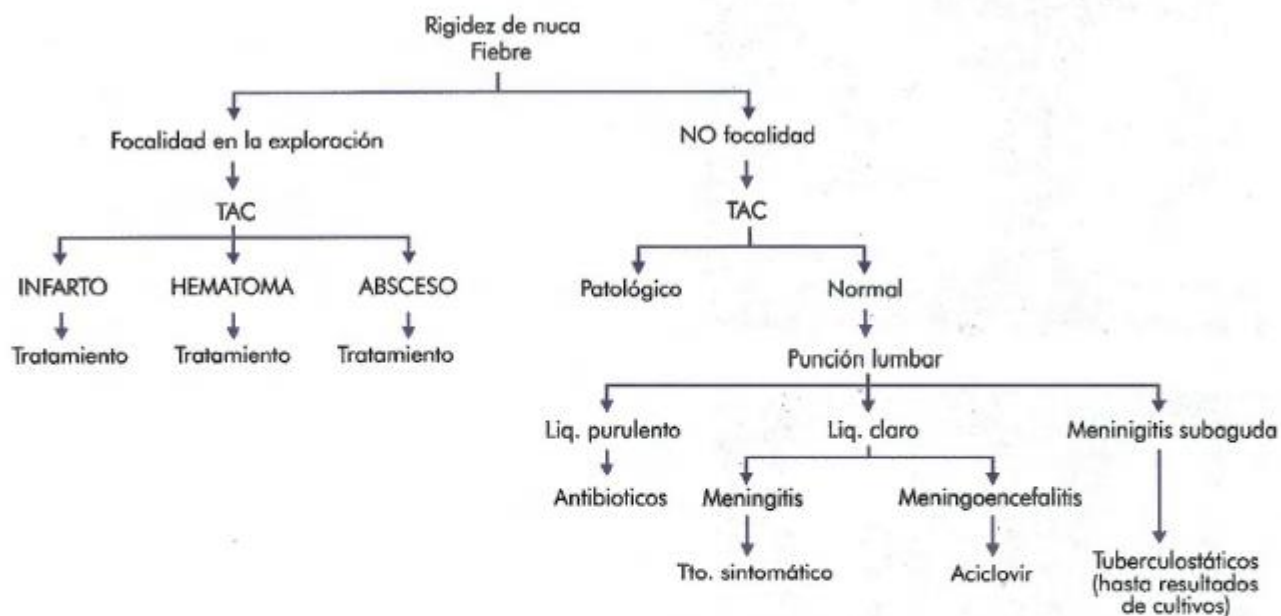 Rigidez de nuca
Fiebre
Focalidad en la exploración
NO focalidad
TAC
TAC
INFARTO
HEMATOMA
ABSCESO
Patológico
Normal
Tratamiento
Tratamiento
Tratamiento
Punción lumbar
Liq. purulento
Liq. claro
Meninigitis subaguda
Antibioticos
Meningitis
Meningoencefalitis
Tto. sintomático
Aciclovir
Tuberculostáticos
(hasta resultados
de cultivos)